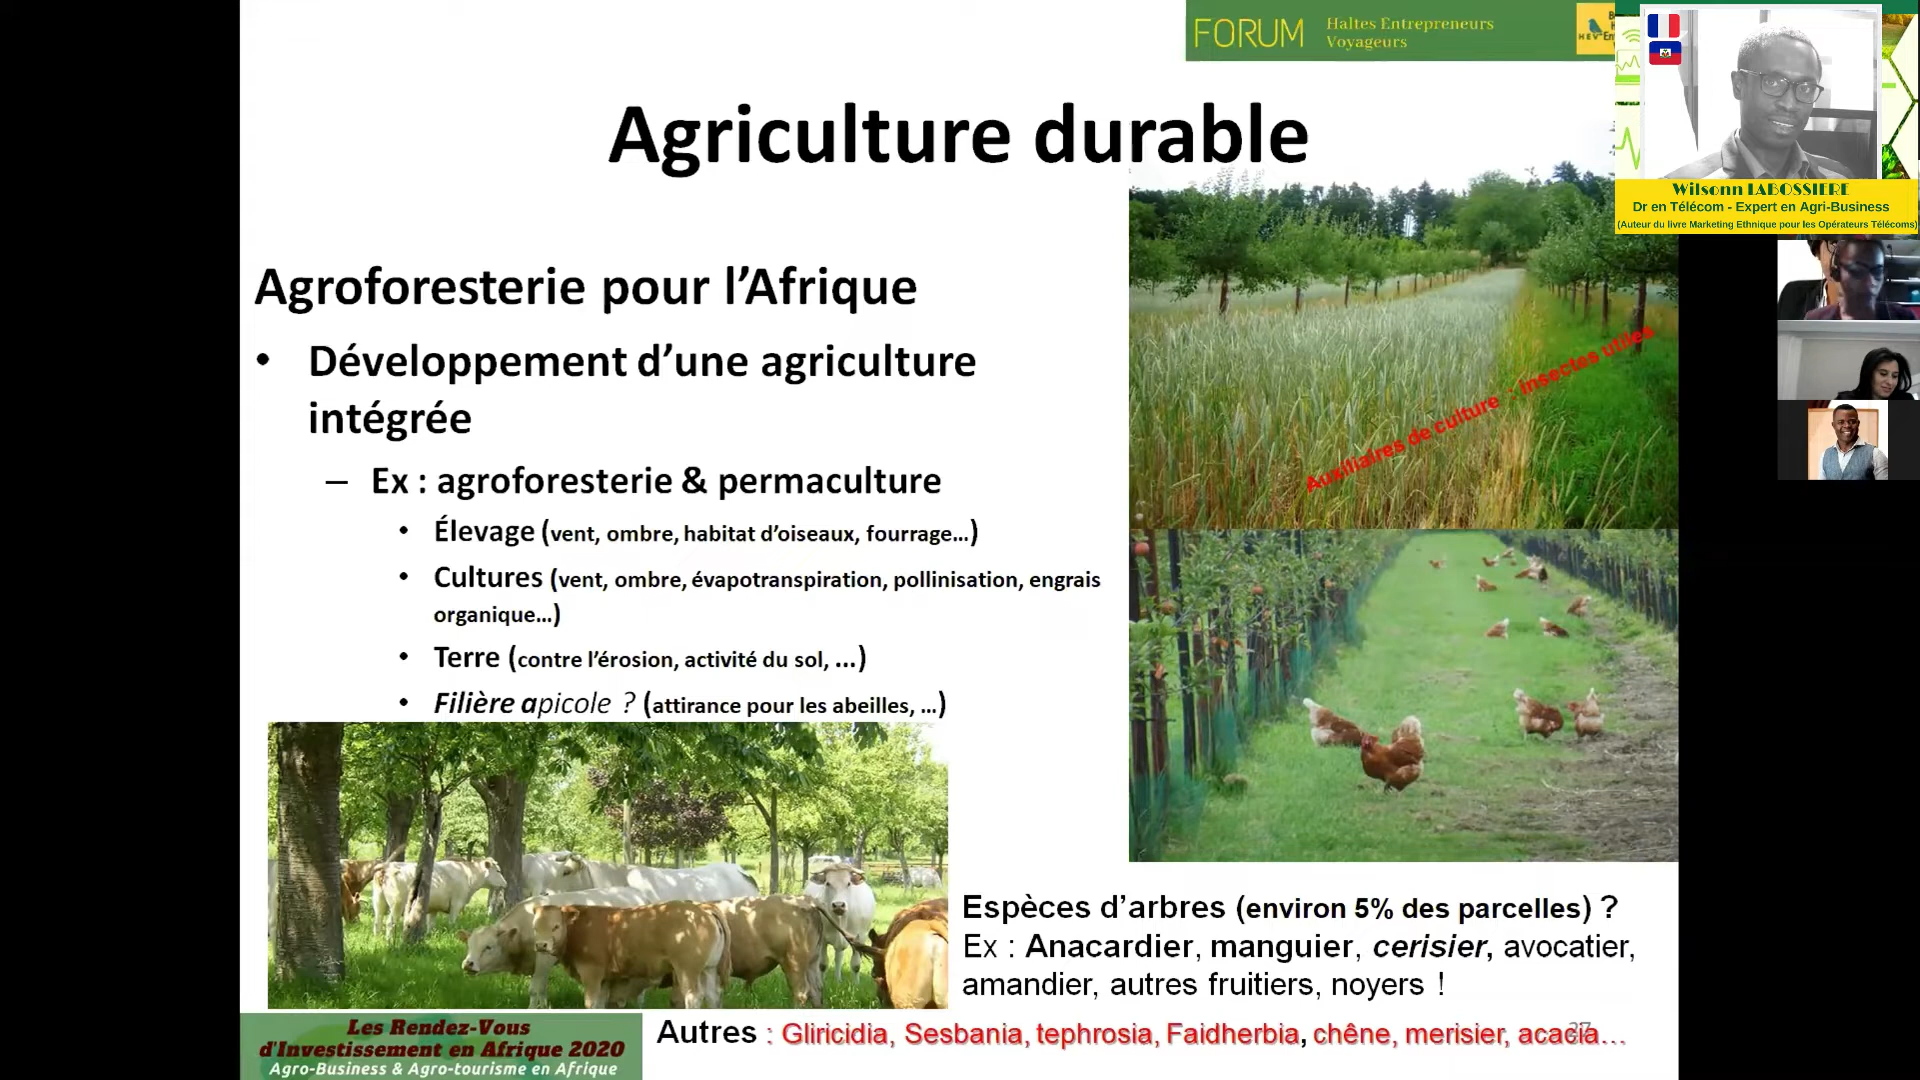 FORUM
Haltes Entrepreneurs
Voyageurs
Agriculture durable
Wilsonn LABOSSIERE
Dr en Télécom - Expert en Agri-Business
(Auteur du livre Marketing Ethnique pour les Opérateurs Télécoms)
Agroforesterie pour l’Afrique
• Développement d’une agriculture
intégrée
– Ex : agroforesterie & permaculture
• Élevage (vent, ombre, habitat d’oiseaux, fourrage…)
• Cultures (vent, ombre, évapotranspiration, pollinisation, engrais
organique…)
• Terre (contre l’érosion, activité du sol, ...)
• Filière apicole ? (attirance pour les abeilles, …)
Auxiliaires de culture : Insectes utiles
Espèces d’arbres (environ 5% des parcelles) ?
Ex : Anacardier, manguier, cerisier, avocatier,
amandier, autres fruitiers, noyers !
Autres : Gliricidia, Sesbania, tephrosia, Faidherbia, chêne, merisier, acacia…
27
Les Rendez-Vous
d'Investissement en Afrique 2020
Agro-Business & Agro-tourisme en Afrique